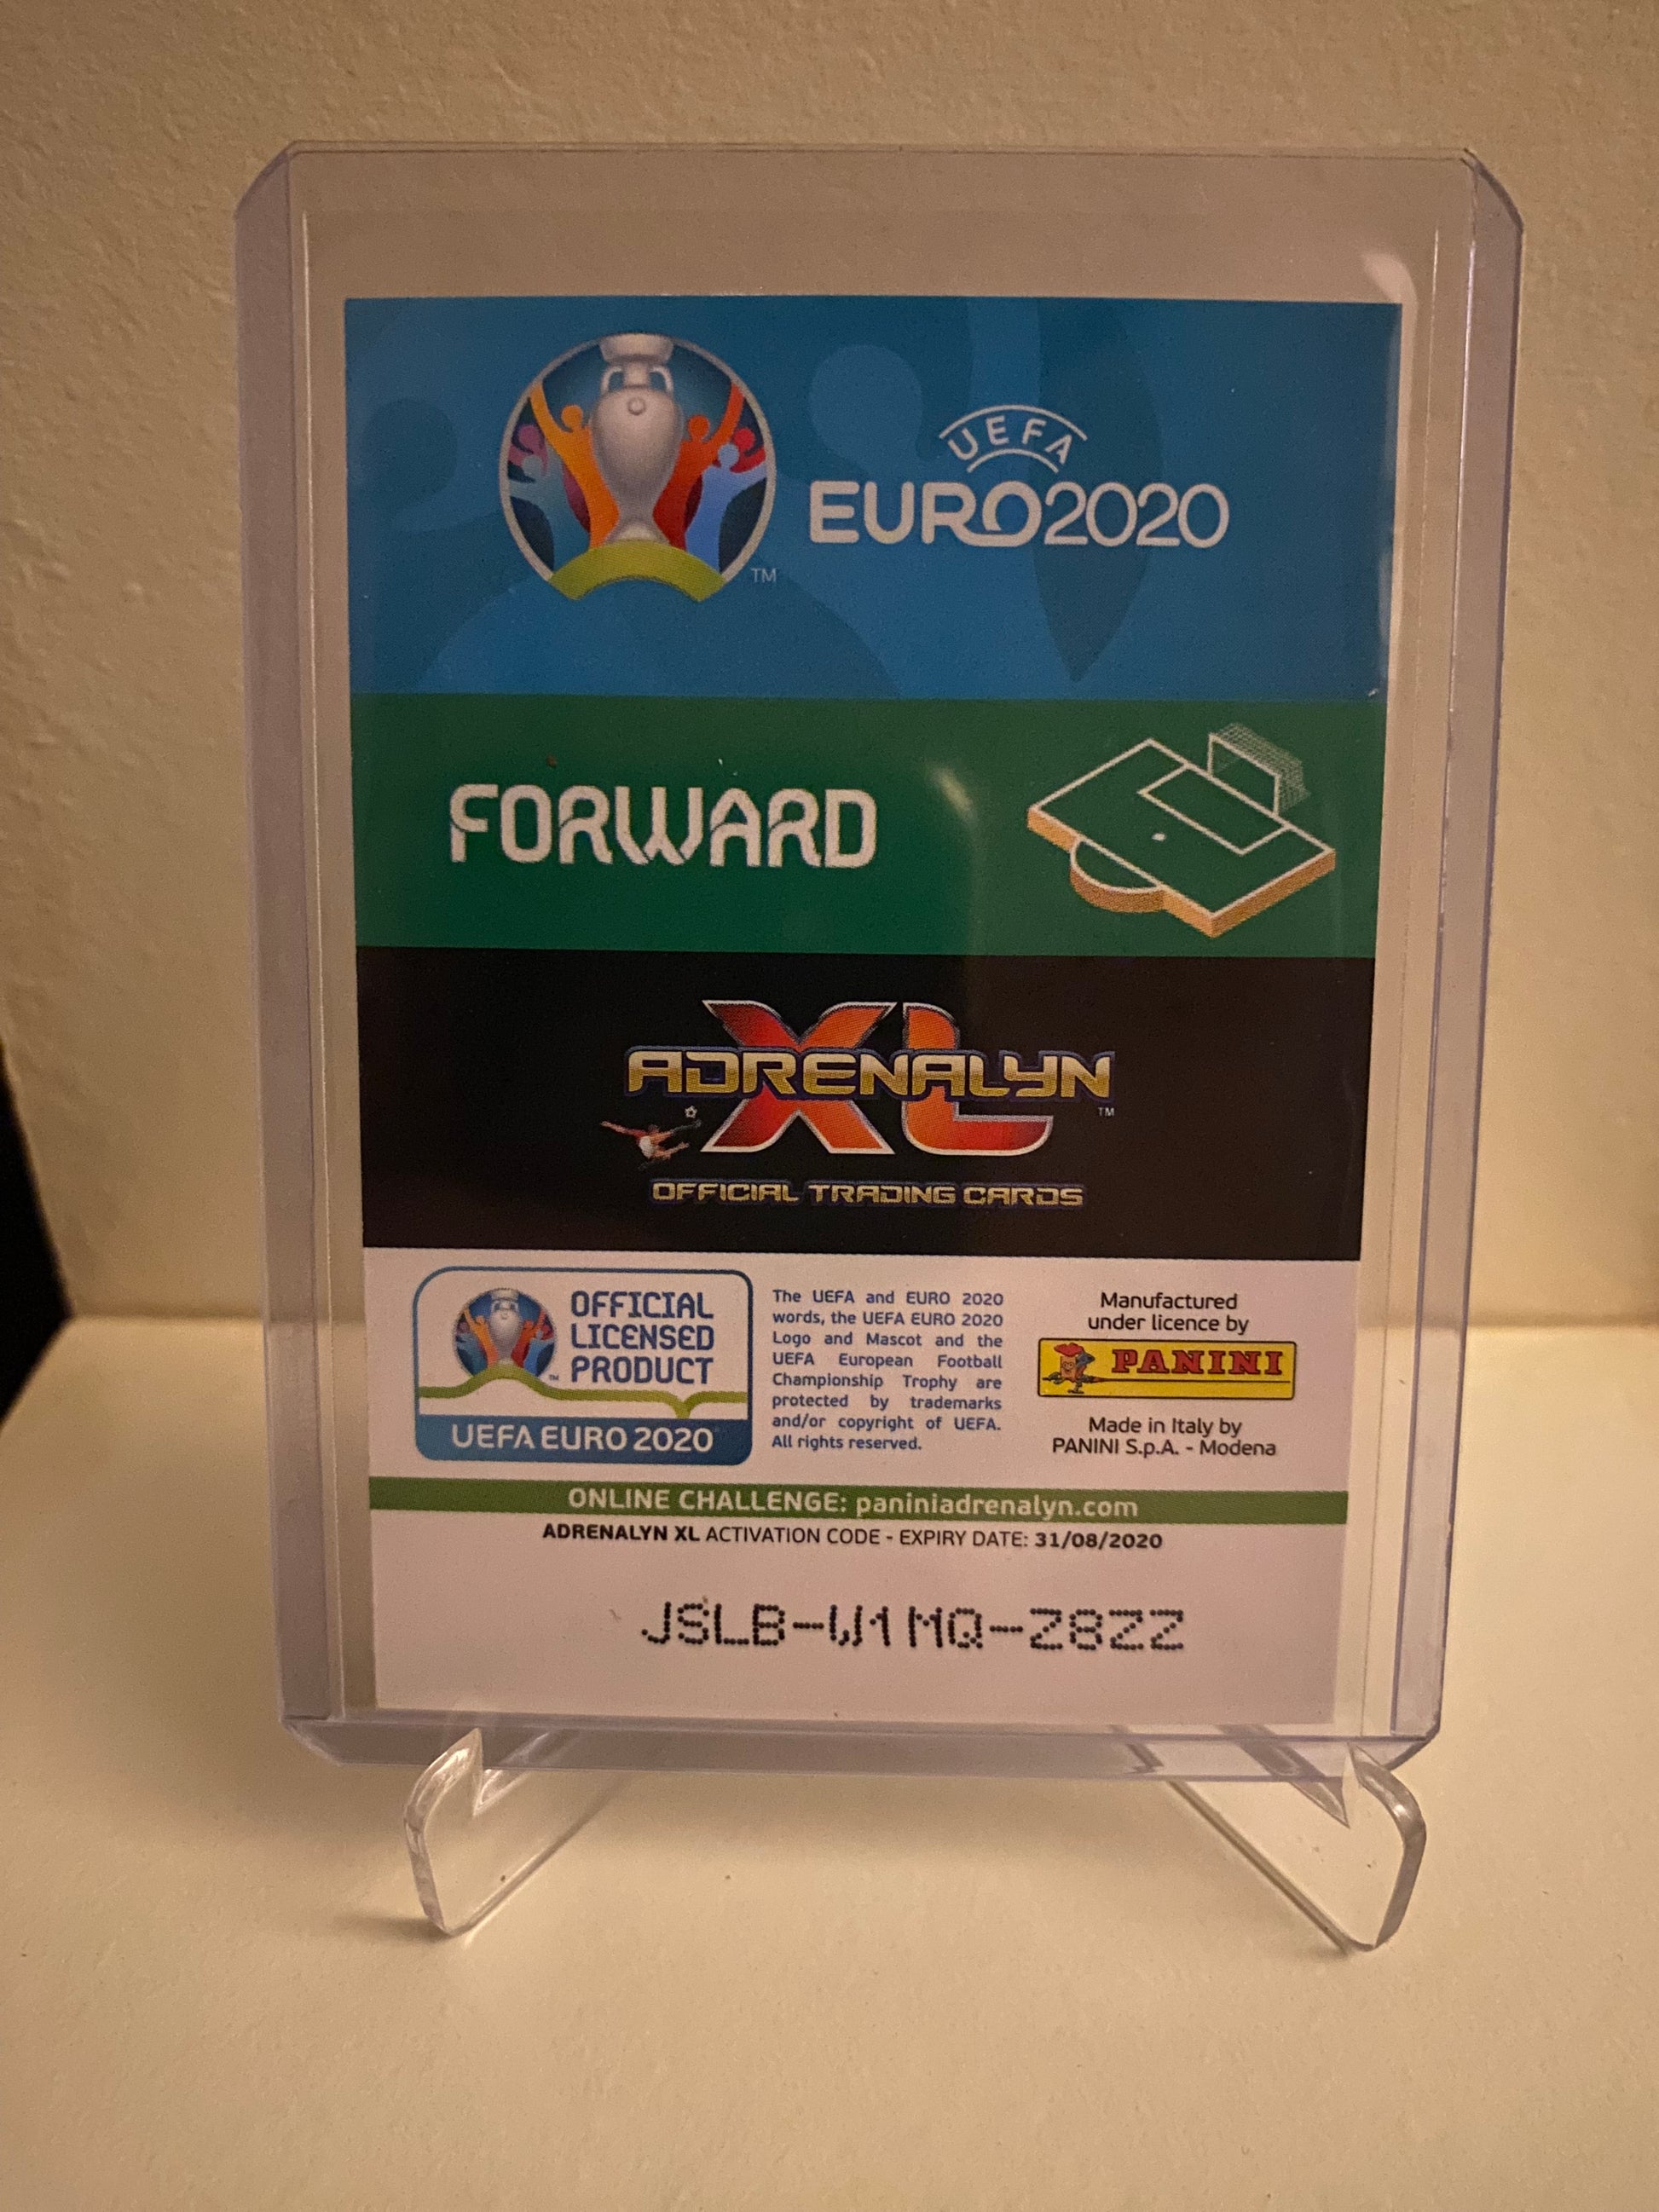 UEFA
EURO2020
TM
FORWARD
ADRENALYN
XL
TM
OFFICIAL TRADING CARDS
OFFICIAL
LICENSED
PRODUCT
TM
UEFA EURO 2020
The UEFA and EURO 2020
words, the UEFA EURO 2020
Logo and Mascot and the
UEFA European Football
Championship Trophy are
protected by trademarks
and/or copyright of UEFA.
All rights reserved.
Manufactured
under licence by
PANINI
Made in Italy by
PANINI S.p.A. - Modena
ONLINE CHALLENGE: paniniadrenalyn.com
ADRENALYN XL ACTIVATION CODE - EXPIRY DATE: 31/08/2020
JSLB-W1MQ-Z8ZZ